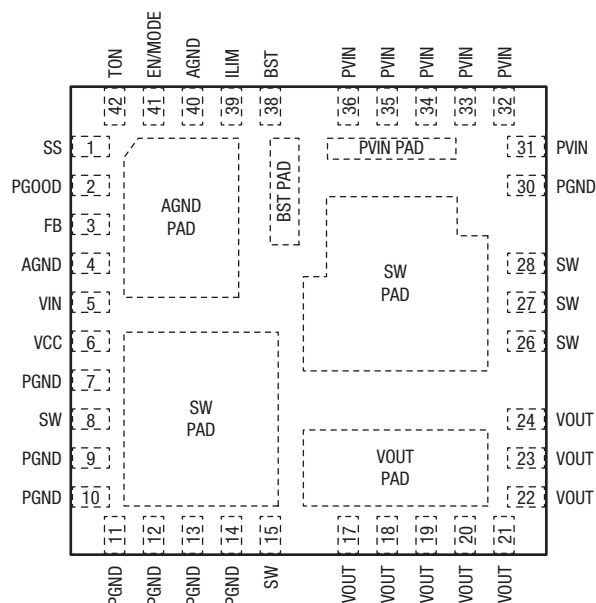 TON EN/MODE AGND ILIM BST PVIN PVIN PVIN PVIN PVIN
42 41 40 39 38 36 35 34 33 32
SS 1 PVIN PAD 31 PVIN
PGOOD 2 BST PAD 30 PGND
FB 3 AGND
PAD
AGND 4 SW
PAD 28 SW
VIN 5 27 SW
VCC 6 26 SW
PGND 7
SW 8 SW
PAD 24 VOUT
PGND 9 VOUT
PAD 23 VOUT
PGND 10 22 VOUT
11 12 13 14 15 17 18 19 20 21
PGND PGND PGND PGND SW VOUT VOUT VOUT VOUT VOUT